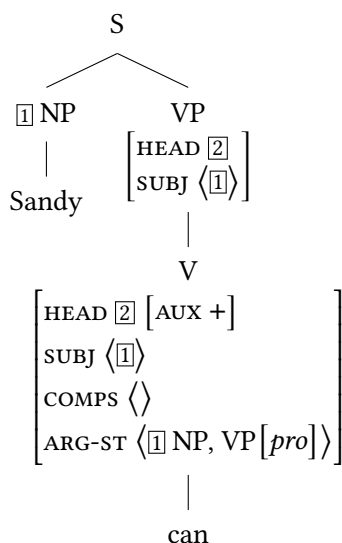 S
1 NP VP
HEAD 2
SUBJ ⟨1⟩
Sandy
V
HEAD 2 [AUX +]
SUBJ ⟨1⟩
COMPS ⟨⟩
ARG-ST ⟨1 NP, VP[pro]⟩
can